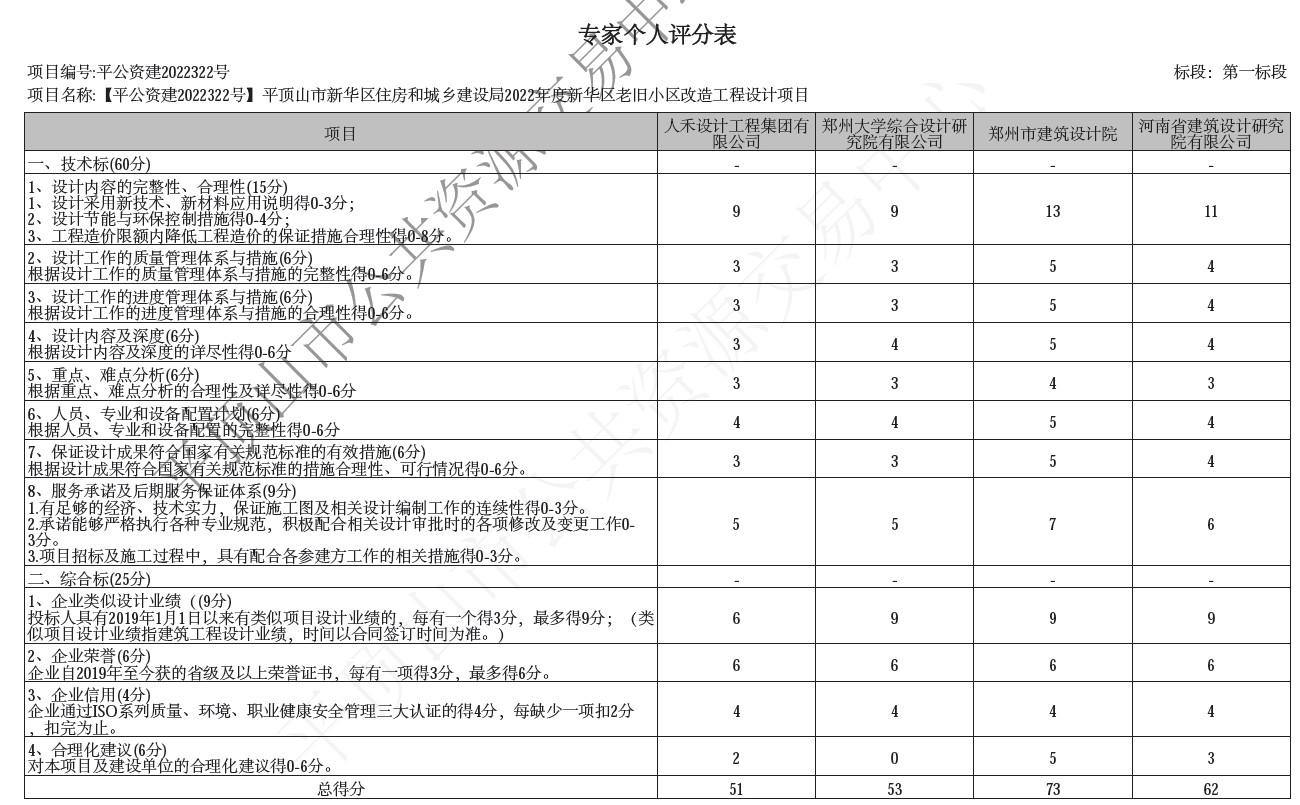 专家个人评分表
项目编号:平公资建2022322号
标段：第一标段
项目名称:【平公资建2022322号】平顶山市新华区住房和城乡建设局2022年度新华区老旧小区改造工程设计项目
项目
人禾设计工程集团有
限公司
郑州大学综合设计研
究院有限公司
郑州市建筑设计院
河南省建筑设计研究
院有限公司
一、技术标(60分)
- - - -
1、设计内容的完整性、合理性(15分)
1、设计采用新技术、新材料应用说明得0-3分；
2、设计节能与环保控制措施得0-4分；
3、工程造价限额内降低工程造价的保证措施合理性得0-8分。
9 9 13 11
2、设计工作的质量管理体系与措施(6分)
根据设计工作的质量管理体系与措施的完整性得0-6分。
3 3 5 4
3、设计工作的进度管理体系与措施(6分)
根据设计工作的进度管理体系与措施的合理性得0-6分。
3 3 5 4
4、设计内容及深度(6分)
根据设计内容及深度的详尽性得0-6分
3 4 5 4
5、重点、难点分析(6分)
根据重点、难点分析的合理性及详尽性得0-6分
3 3 4 3
6、人员、专业和设备配置计划(6分)
根据人员、专业和设备配置的完整性得0-6分
4 4 5 4
7、保证设计成果符合国家有关规范标准的有效措施(6分)
根据设计成果符合国家有关规范标准的措施合理性、可行情况得0-6分。
3 3 5 4
8、服务承诺及后期服务保证体系(9分)
1.有足够的经济、技术实力，保证施工图及相关设计编制工作的连续性得0-3分。
2.承诺能够严格执行各种专业规范，积极配合相关设计审批时的各项修改及变更工作0-
3分。
3.项目招标及施工过程中，具有配合各参建方工作的相关措施得0-3分。
5 5 7 6
二、综合标(25分)
- - - -
1、企业类似设计业绩（(9分)
投标人具有2019年1月1日以来有类似项目设计业绩的，每有一个得3分，最多得9分；（类
似项目设计业绩指建筑工程设计业绩，时间以合同签订时间为准。）
6 9 9 9
2、企业荣誉(6分)
企业自2019年至今获的省级及以上荣誉证书，每有一项得3分，最多得6分。
6 6 6 6
3、企业信用(4分)
企业通过ISO系列质量、环境、职业健康安全管理三大认证的得4分，每缺少一项扣2分
，扣完为止。
4 4 4 4
4、合理化建议(6分)
对本项目及建设单位的合理化建议得0-6分。
2 0 5 3
总得分
51 53 73 62
平顶山市公共资源交易中
平顶山市公共资源交易中心